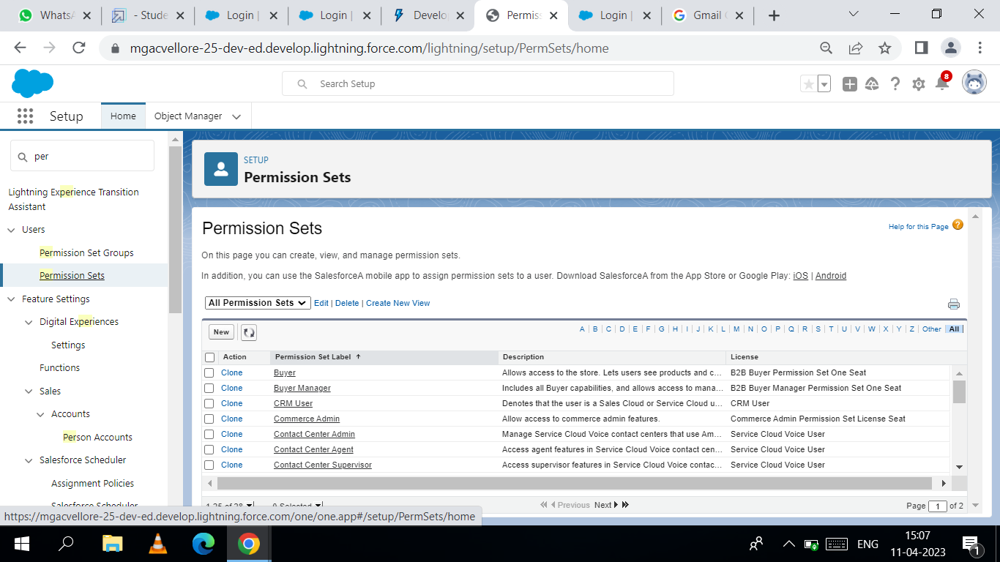 WhatsA
- Stude
Login |
Login |
Develo
Permiss
Login |
Gmail
mgacvellore-25-dev-ed.develop.lightning.force.com/lightning/setup/PermSets/home
Search Setup
8
Setup
Home
Object Manager
per
Lightning Experience Transition
Assistant
Users
Permission Set Groups
Permission Sets
Feature Settings
Digital Experiences
Settings
Functions
Sales
Accounts
Person Accounts
Salesforce Scheduler
Assignment Policies
Salesforce Scheduler
SETUP
Permission Sets
Permission Sets
Help for this Page ?
On this page you can create, view, and manage permission sets.
In addition, you can use the SalesforceA mobile app to assign permission sets to a user. Download SalesforceA from the App Store or Google Play: iOS | Android
All Permission Sets Edit | Delete | Create New View
New
A | B | C | D | E | F | G | H | I | J | K | L | M | N | O | P | Q | R | S | T | U | V | W | X | Y | Z | Other | All
Action Permission Set Label Description License
Clone Buyer Allows access to the store. Lets users see products and c... B2B Buyer Permission Set One Seat
Clone Buyer Manager Includes all Buyer capabilities, and allows access to mana... B2B Buyer Manager Permission Set One Seat
Clone CRM User Denotes that the user is a Sales Cloud or Service Cloud u... CRM User
Clone Commerce Admin Allow access to commerce admin features. Commerce Admin Permission Set License Seat
Clone Contact Center Admin Manage Service Cloud Voice contact centers that use Am... Service Cloud Voice User
Clone Contact Center Agent Access agent features in Service Cloud Voice contact cen... Service Cloud Voice User
Clone Contact Center Supervisor Access supervisor features in Service Cloud Voice contac... Service Cloud Voice User
1-25 of 28 0 Selected Previous Next Page 1 of 2
https://mgacvellore-25-dev-ed.develop.lightning.force.com/one/one.app#/setup/PermSets/home
ENG
15:07
11-04-2023
1